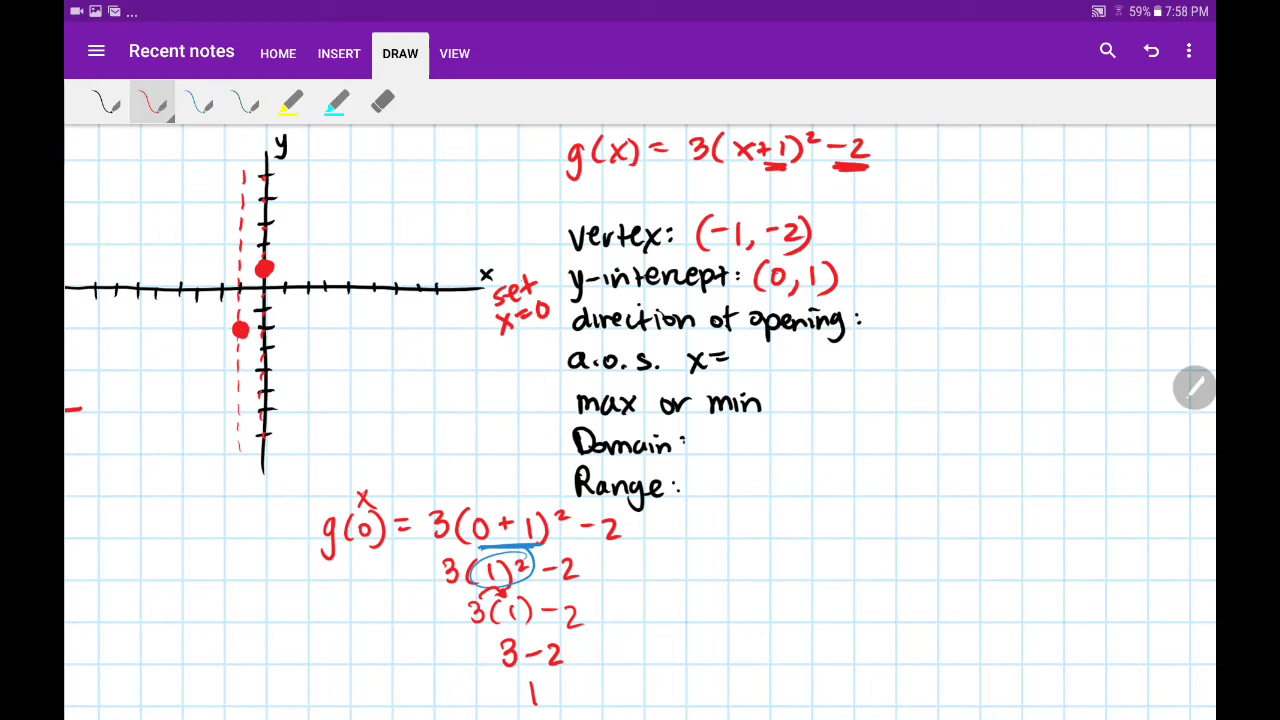 ... 59% 7:58 PM
Recent notes HOME INSERT DRAW VIEW
y
x
g(x) = 3(x+1)² -2
vertex: (-1, -2)
set x=0
y-intercept: (0, 1)
direction of opening:
a.o.s. x=
max or min
Domain:
Range:
x
g(0) = 3(0 + 1)² - 2
3(1)² - 2
3(1) - 2
3 - 2
1